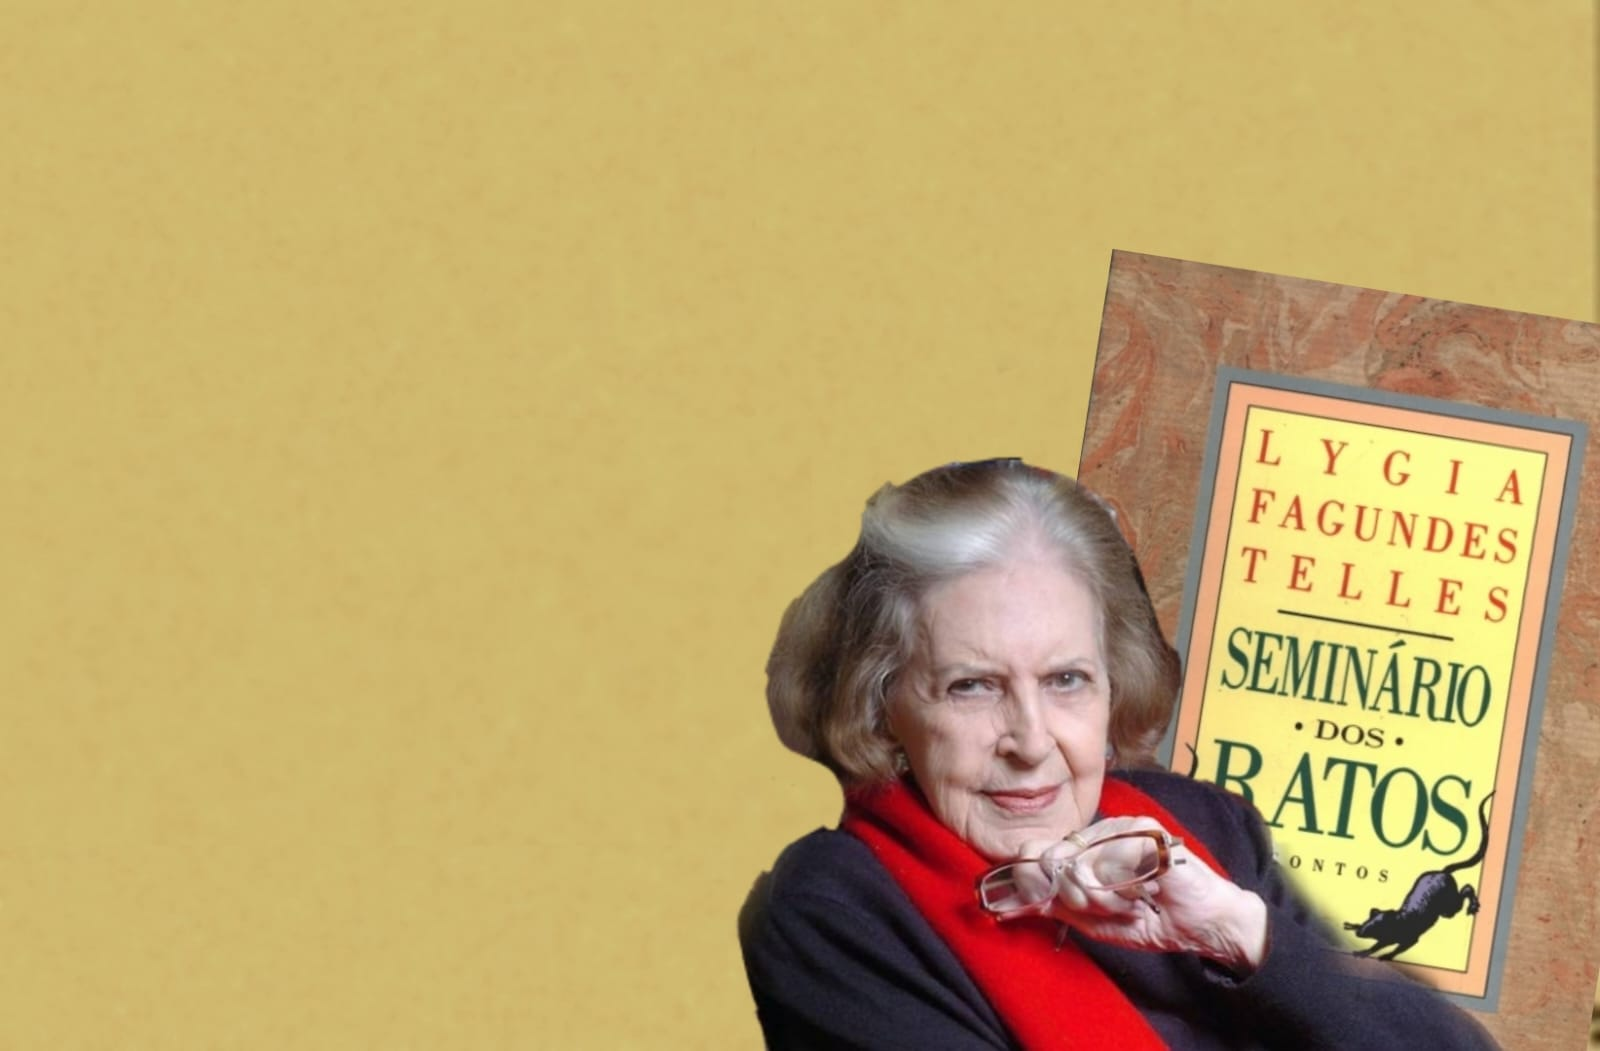 LYGIA
FAGUNDES
TELLES
SEMINÁRIO
• DOS •
RATOS
CONTOS